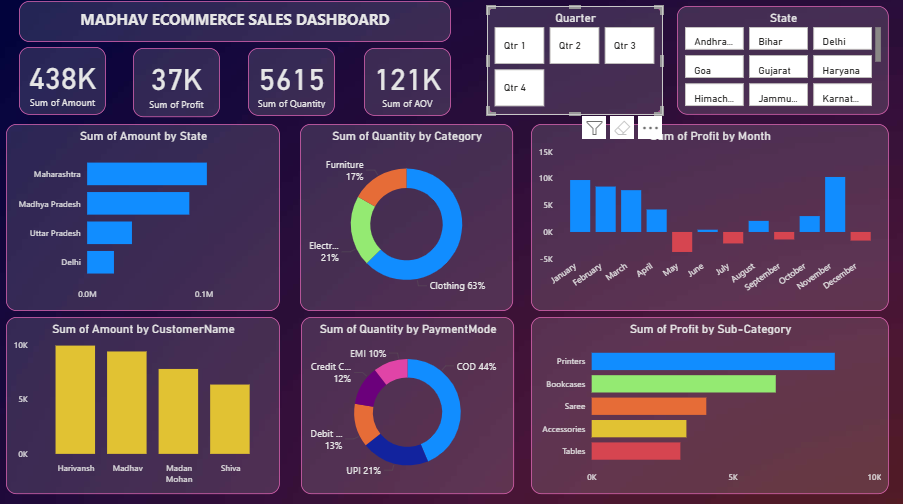 MADHAV ECOMMERCE SALES DASHBOARD
438K
Sum of Amount
37K
Sum of Profit
5615
Sum of Quantity
121K
Sum of AOV
Quarter
Qtr 1
Qtr 2
Qtr 3
Qtr 4
State
Andhra...
Bihar
Delhi
Goa
Gujarat
Haryana
Himach...
Jammu...
Karnat...
Sum of Amount by State
Maharashtra
Madhya Pradesh
Uttar Pradesh
Delhi
0.0M
0.1M
Sum of Quantity by Category
Furniture
17%
Electr...
21%
Clothing 63%
Sum of Profit by Month
15K
10K
5K
0K
-5K
January
February
March
April
May
June
July
August
September
October
November
December
Sum of Amount by CustomerName
10K
5K
0K
Harivansh
Madhav
Madan
Mohan
Shiva
Sum of Quantity by PaymentMode
EMI 10%
Credit C...
12%
Debit ...
13%
UPI 21%
COD 44%
Sum of Profit by Sub-Category
Printers
Bookcases
Saree
Accessories
Tables
0K
5K
10K